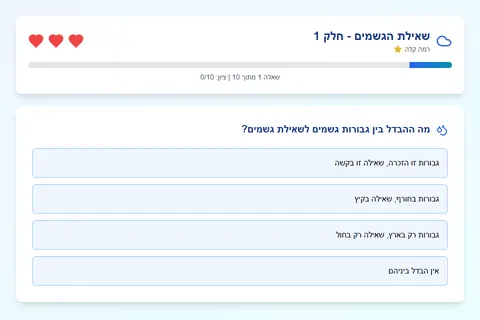 שאילת הגשמים - חלק 1
רמה קלה
שאלה 1 מתוך 10 | ציון: 0/10
מה ההבדל בין גבורות גשמים לשאילת גשמים?
גבורות זו הזכרה, שאילה זו בקשה
גבורות בחורף, שאילה בקיץ
גבורות רק בארץ, שאילה רק בחול
אין הבדל ביניהם